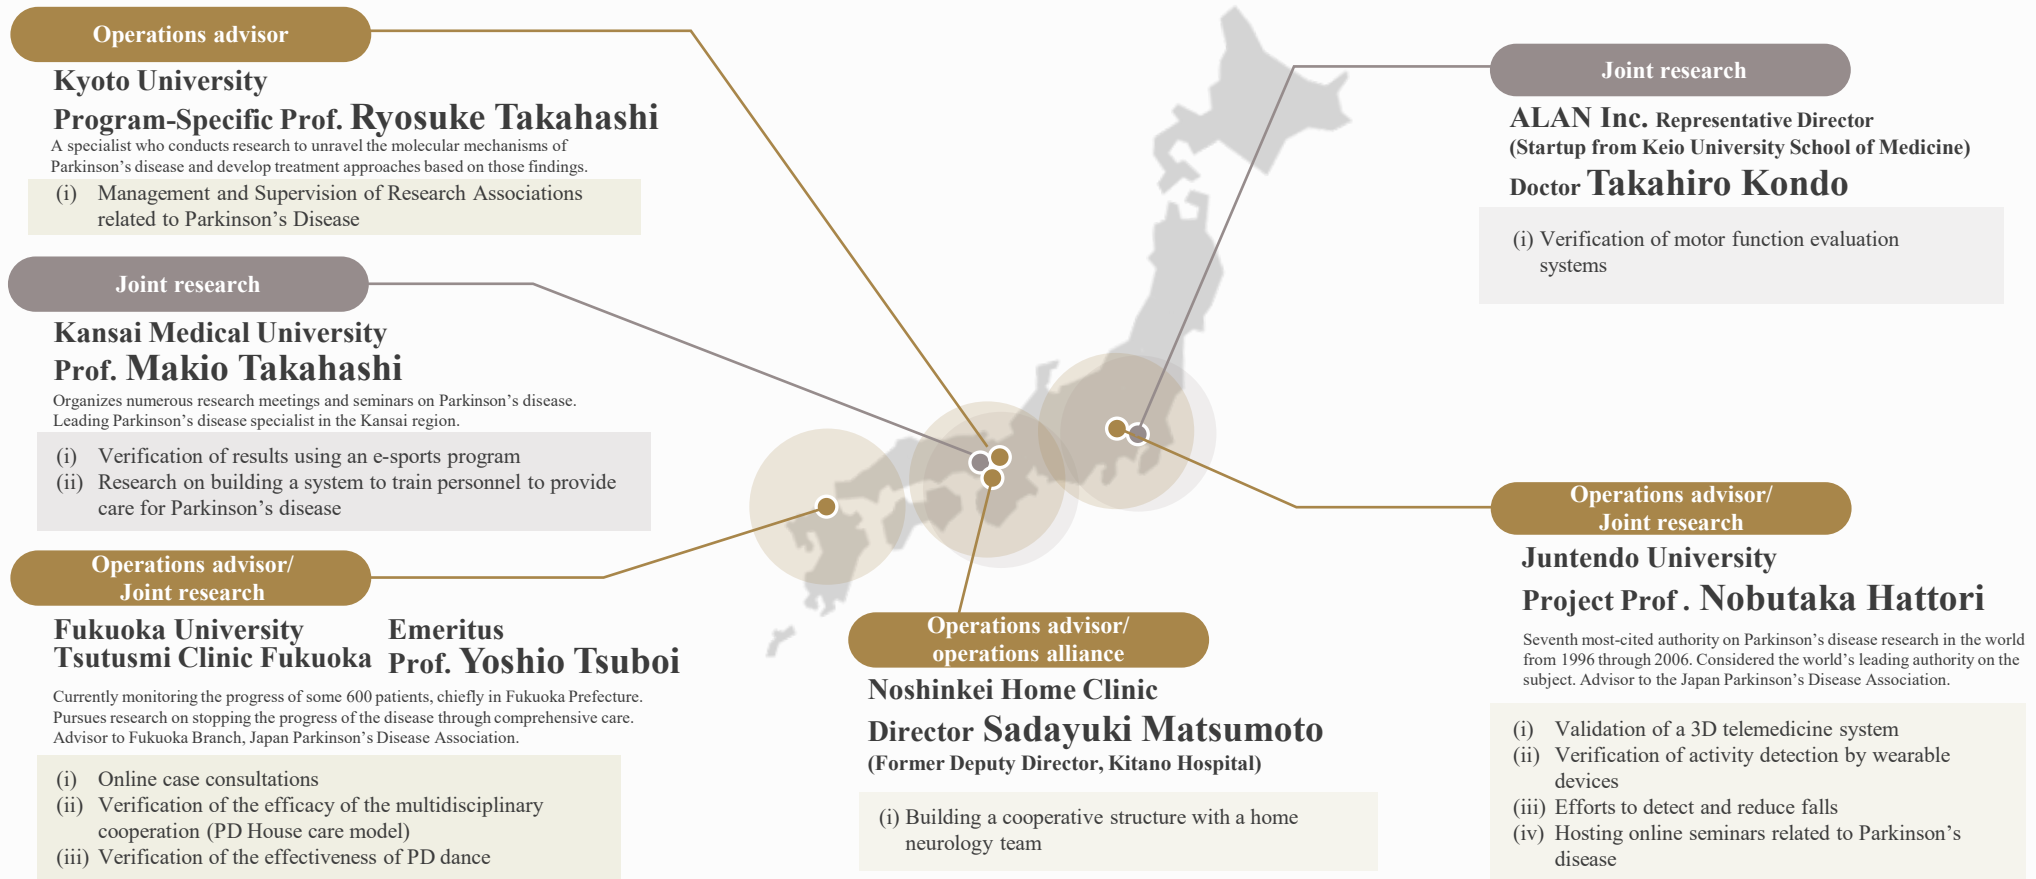 Operations advisor
Kyoto University
Program-Specific Prof. Ryosuke Takahashi
A specialist who conducts research to unravel the molecular mechanisms of
Parkinson’s disease and develop treatment approaches based on those findings.
(i) Management and Supervision of Research Associations
related to Parkinson’s Disease
Joint research
Kansai Medical University
Prof. Makio Takahashi
Organizes numerous research meetings and seminars on Parkinson’s disease.
Leading Parkinson’s disease specialist in the Kansai region.
(i) Verification of results using an e-sports program
(ii) Research on building a system to train personnel to provide
care for Parkinson’s disease
Operations advisor/
Joint research
Fukuoka University
Tsutusmi Clinic Fukuoka
Emeritus
Prof. Yoshio Tsuboi
Currently monitoring the progress of some 600 patients, chiefly in Fukuoka Prefecture.
Pursues research on stopping the progress of the disease through comprehensive care.
Advisor to Fukuoka Branch, Japan Parkinson’s Disease Association.
(i) Online case consultations
(ii) Verification of the efficacy of the multidisciplinary
cooperation (PD House care model)
(iii) Verification of the effectiveness of PD dance
Operations advisor/
operations alliance
Noshinkei Home Clinic
Director Sadayuki Matsumoto
(Former Deputy Director, Kitano Hospital)
(i) Building a cooperative structure with a home
neurology team
Joint research
ALAN Inc. Representative Director
(Startup from Keio University School of Medicine)
Doctor Takahiro Kondo
(i) Verification of motor function evaluation
systems
Operations advisor/
Joint research
Juntendo University
Project Prof . Nobutaka Hattori
Seventh most-cited authority on Parkinson’s disease research in the world
from 1996 through 2006. Considered the world’s leading authority on the
subject. Advisor to the Japan Parkinson’s Disease Association.
(i) Validation of a 3D telemedicine system
(ii) Verification of activity detection by wearable
devices
(iii) Efforts to detect and reduce falls
(iv) Hosting online seminars related to Parkinson’s
disease